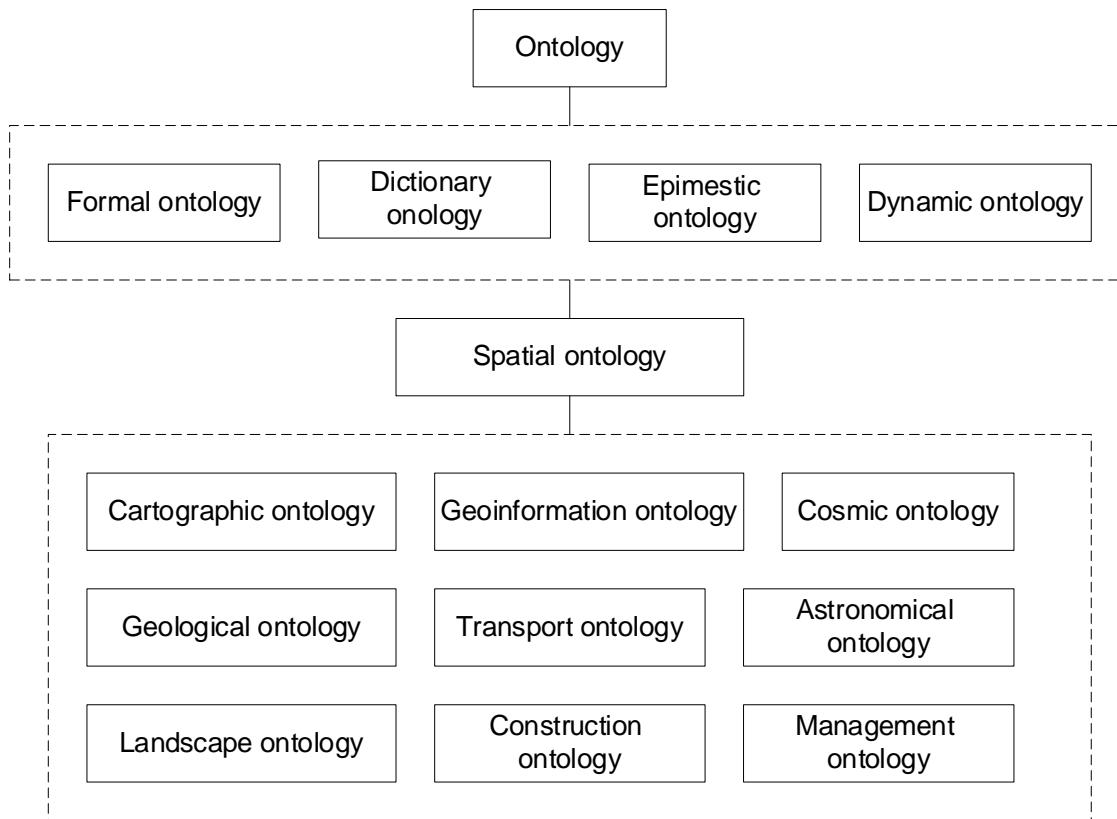 Ontology
Formal ontology
Dictionary
onology
Epimestic
ontology
Dynamic ontology
Spatial ontology
Cartographic ontology
Geoinformation ontology
Cosmic ontology
Geological ontology
Transport ontology
Astronomical
ontology
Landscape ontology
Construction
ontology
Management
ontology